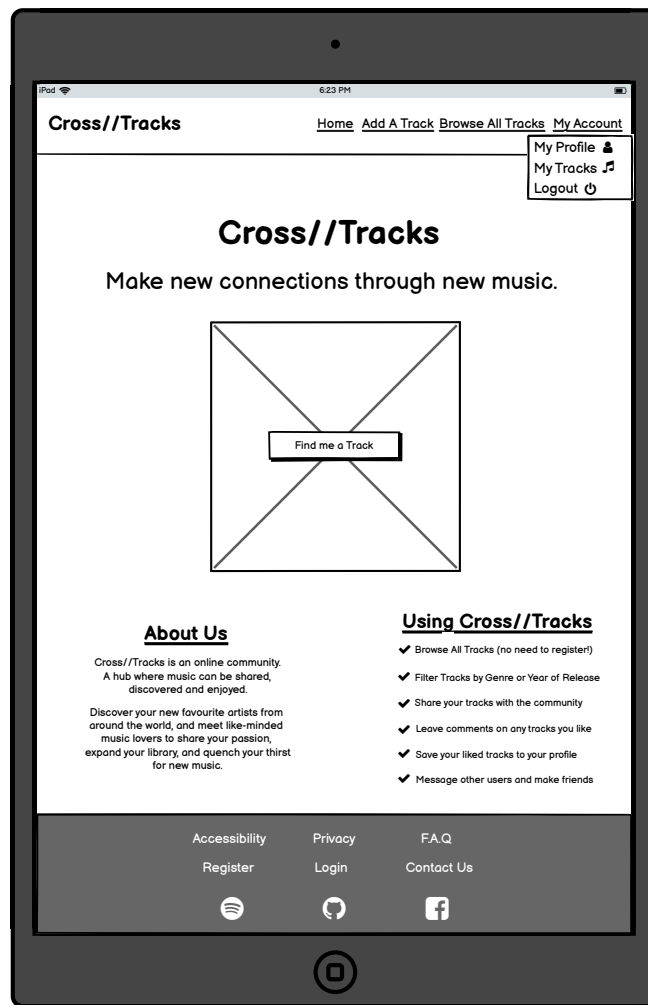 iPad 6:23 PM
Cross//Tracks Home Add A Track Browse All Tracks My Account
My Profile
My Tracks
Logout
Cross//Tracks
Make new connections through new music.
Find me a Track
About Us
Cross//Tracks is an online community.
A hub where music can be shared,
discovered and enjoyed.
Discover your new favourite artists from
around the world, and meet like-minded
music lovers to share your passion,
expand your library, and quench your thirst
for new music.
Using Cross//Tracks
Browse All Tracks (no need to register!)
Filter Tracks by Genre or Year of Release
Share your tracks with the community
Leave comments on any tracks you like
Save your liked tracks to your profile
Message other users and make friends
Accessibility Privacy F.A.Q
Register Login Contact Us